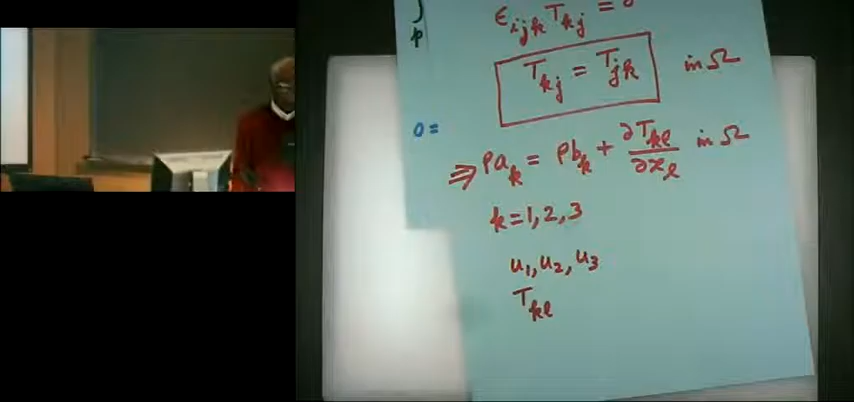 ϵ_ijk T_kj = 0
T_kj = T_jk in Ω
0 =
⇒ ρa_k = ρb_k + ∂T_kl/∂x_l in Ω
k = 1, 2, 3
u_1, u_2, u_3
T_kl